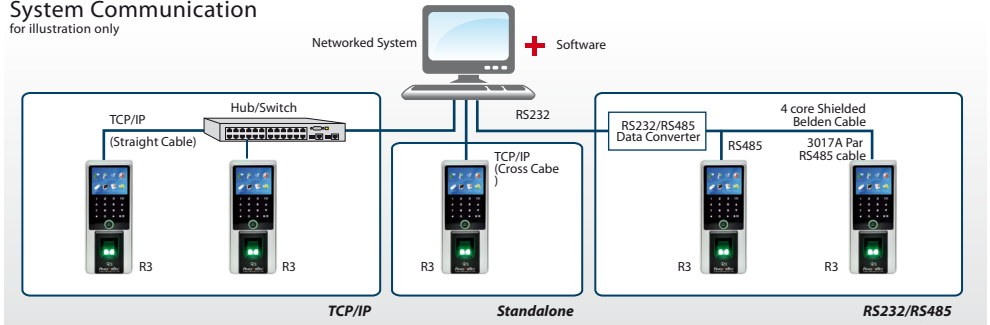 System Communication
for illustration only
Networked System
Software
Hub/Switch
TCP/IP
(Straight Cable)
R3
R3
TCP/IP
RS232
TCP/IP
(Cross Cabe
)
R3
Standalone
RS232/RS485
Data Converter
RS485
4 core Shielded
Belden Cable
3017A Par
RS485 cable
R3
R3
RS232/RS485